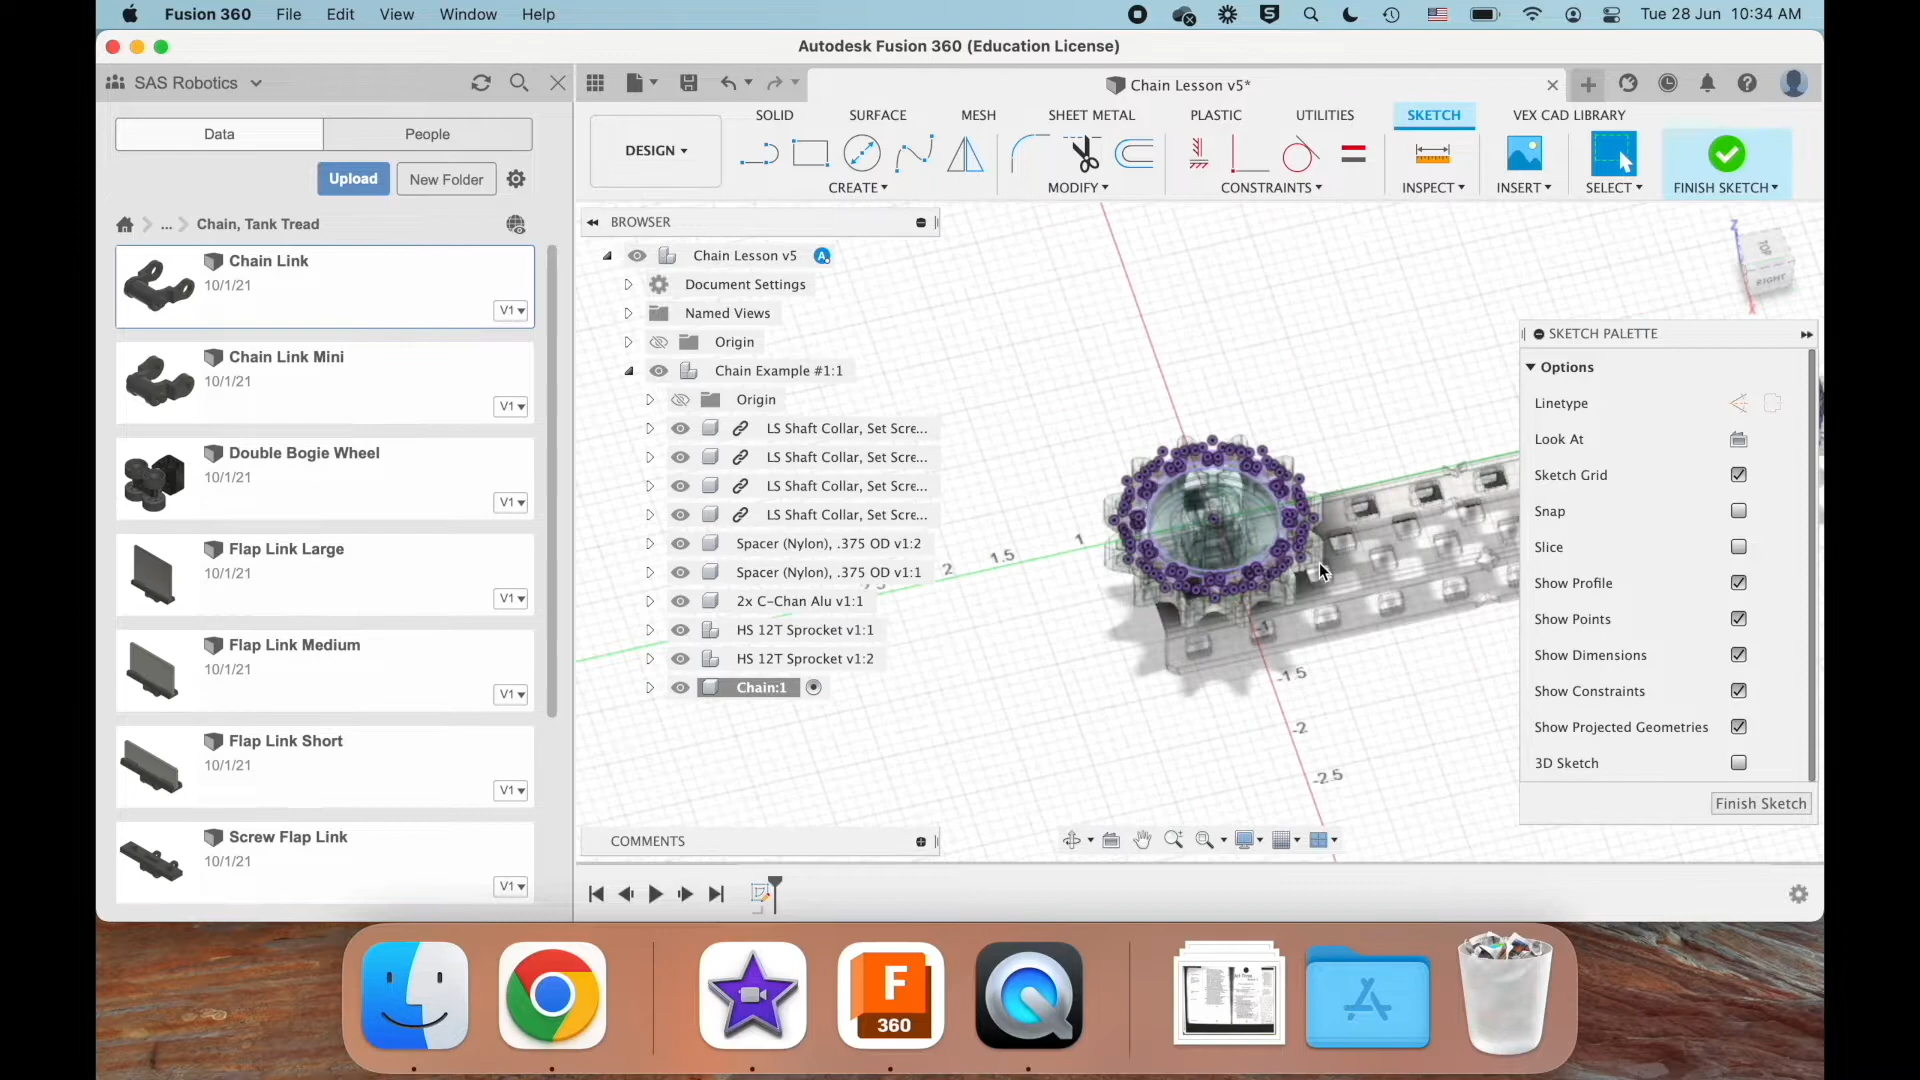 Fusion 360 File Edit View Window Help
Tue 28 Jun 10:34 AM
Autodesk Fusion 360 (Education License)
SAS Robotics
Chain Lesson v5*
Data People
Upload New Folder
... Chain, Tank Tread
Chain Link
10/1/21
V1
Chain Link Mini
10/1/21
V1
Double Bogie Wheel
10/1/21
V1
Flap Link Large
10/1/21
V1
Flap Link Medium
10/1/21
V1
Flap Link Short
10/1/21
V1
Screw Flap Link
10/1/21
V1
SOLID SURFACE MESH SHEET METAL PLASTIC UTILITIES SKETCH VEX CAD LIBRARY
DESIGN
CREATE MODIFY CONSTRAINTS INSPECT INSERT SELECT FINISH SKETCH
BROWSER
Chain Lesson v5
A
Document Settings
Named Views
Origin
Chain Example #1:1
Origin
LS Shaft Collar, Set Scre...
LS Shaft Collar, Set Scre...
LS Shaft Collar, Set Scre...
LS Shaft Collar, Set Scre...
Spacer (Nylon), .375 OD v1:2
Spacer (Nylon), .375 OD v1:1
2x C-Chan Alu v1:1
HS 12T Sprocket v1:1
HS 12T Sprocket v1:2
Chain:1
COMMENTS
2 1.5 1
-1.5
-2
-2.5
Z
TOP
RIGHT
X
SKETCH PALETTE
Options
Linetype
Look At
Sketch Grid
Snap
Slice
Show Profile
Show Points
Show Dimensions
Show Constraints
Show Projected Geometries
3D Sketch
Finish Sketch
F
360